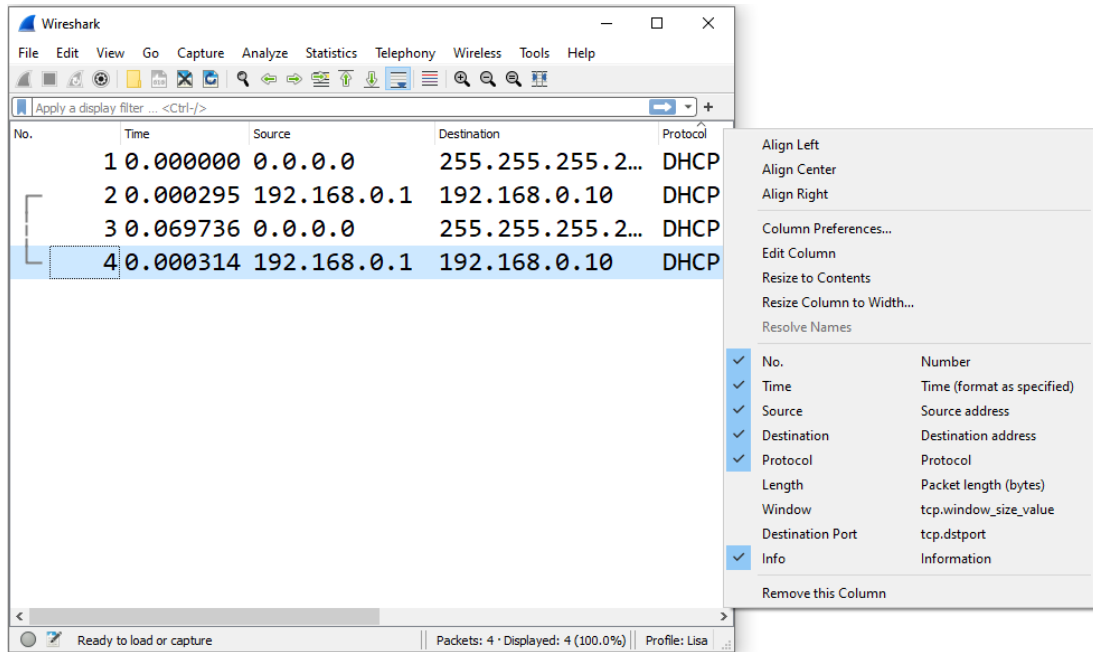 Wireshark
File Edit View Go Capture Analyze Statistics Telephony Wireless Tools Help
Apply a display filter ... <Ctrl-/>
No. Time Source Destination Protocol
1 0.000000 0.0.0.0 255.255.255.2... DHCP
2 0.000295 192.168.0.1 192.168.0.10 DHCP
3 0.069736 0.0.0.0 255.255.255.2... DHCP
4 0.000314 192.168.0.1 192.168.0.10 DHCP
Align Left
Align Center
Align Right
Column Preferences...
Edit Column
Resize to Contents
Resize Column to Width...
Resolve Names
No. Number
Time Time (format as specified)
Source Source address
Destination Destination address
Protocol Protocol
Length Packet length (bytes)
Window tcp.window_size_value
Destination Port tcp.dstport
Info Information
Remove this Column
Ready to load or capture Packets: 4 · Displayed: 4 (100.0%) Profile: Lisa